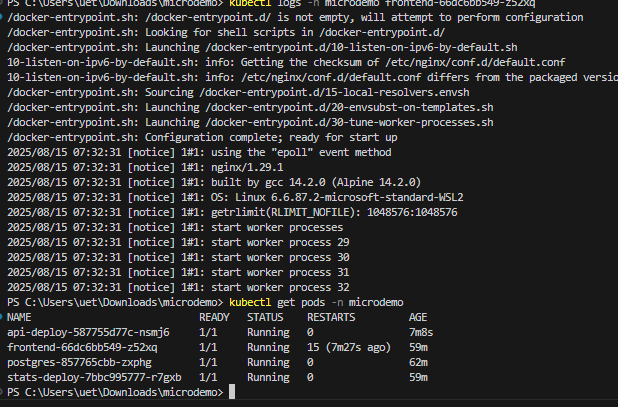 PS C:\Users\uet\Downloads\microdemo> kubectl logs -n microdemo frontend-66dc6bb549-z52xq
/docker-entrypoint.sh: /docker-entrypoint.d/ is not empty, will attempt to perform configuration
/docker-entrypoint.sh: Looking for shell scripts in /docker-entrypoint.d/
/docker-entrypoint.sh: Launching /docker-entrypoint.d/10-listen-on-ipv6-by-default.sh
10-listen-on-ipv6-by-default.sh: info: Getting the checksum of /etc/nginx/conf.d/default.conf
10-listen-on-ipv6-by-default.sh: info: /etc/nginx/conf.d/default.conf differs from the packaged versio
/docker-entrypoint.sh: Sourcing /docker-entrypoint.d/15-local-resolvers.envsh
/docker-entrypoint.sh: Launching /docker-entrypoint.d/20-envsubst-on-templates.sh
/docker-entrypoint.sh: Launching /docker-entrypoint.d/30-tune-worker-processes.sh
/docker-entrypoint.sh: Configuration complete; ready for start up
2025/08/15 07:32:31 [notice] 1#1: using the "epoll" event method
2025/08/15 07:32:31 [notice] 1#1: nginx/1.29.1
2025/08/15 07:32:31 [notice] 1#1: built by gcc 14.2.0 (Alpine 14.2.0)
2025/08/15 07:32:31 [notice] 1#1: OS: Linux 6.6.87.2-microsoft-standard-WSL2
2025/08/15 07:32:31 [notice] 1#1: getrlimit(RLIMIT_NOFILE): 1048576:1048576
2025/08/15 07:32:31 [notice] 1#1: start worker processes
2025/08/15 07:32:31 [notice] 1#1: start worker process 29
2025/08/15 07:32:31 [notice] 1#1: start worker process 30
2025/08/15 07:32:31 [notice] 1#1: start worker process 31
2025/08/15 07:32:31 [notice] 1#1: start worker process 32
PS C:\Users\uet\Downloads\microdemo> kubectl get pods -n microdemo
NAME READY STATUS RESTARTS AGE
api-deploy-587755d77c-nsmj6 1/1 Running 0 7m8s
frontend-66dc6bb549-z52xq 1/1 Running 15 (7m27s ago) 59m
postgres-857765cbb-zxphg 1/1 Running 0 62m
stats-deploy-7bbc995777-r7gxb 1/1 Running 0 59m
PS C:\Users\uet\Downloads\microdemo>